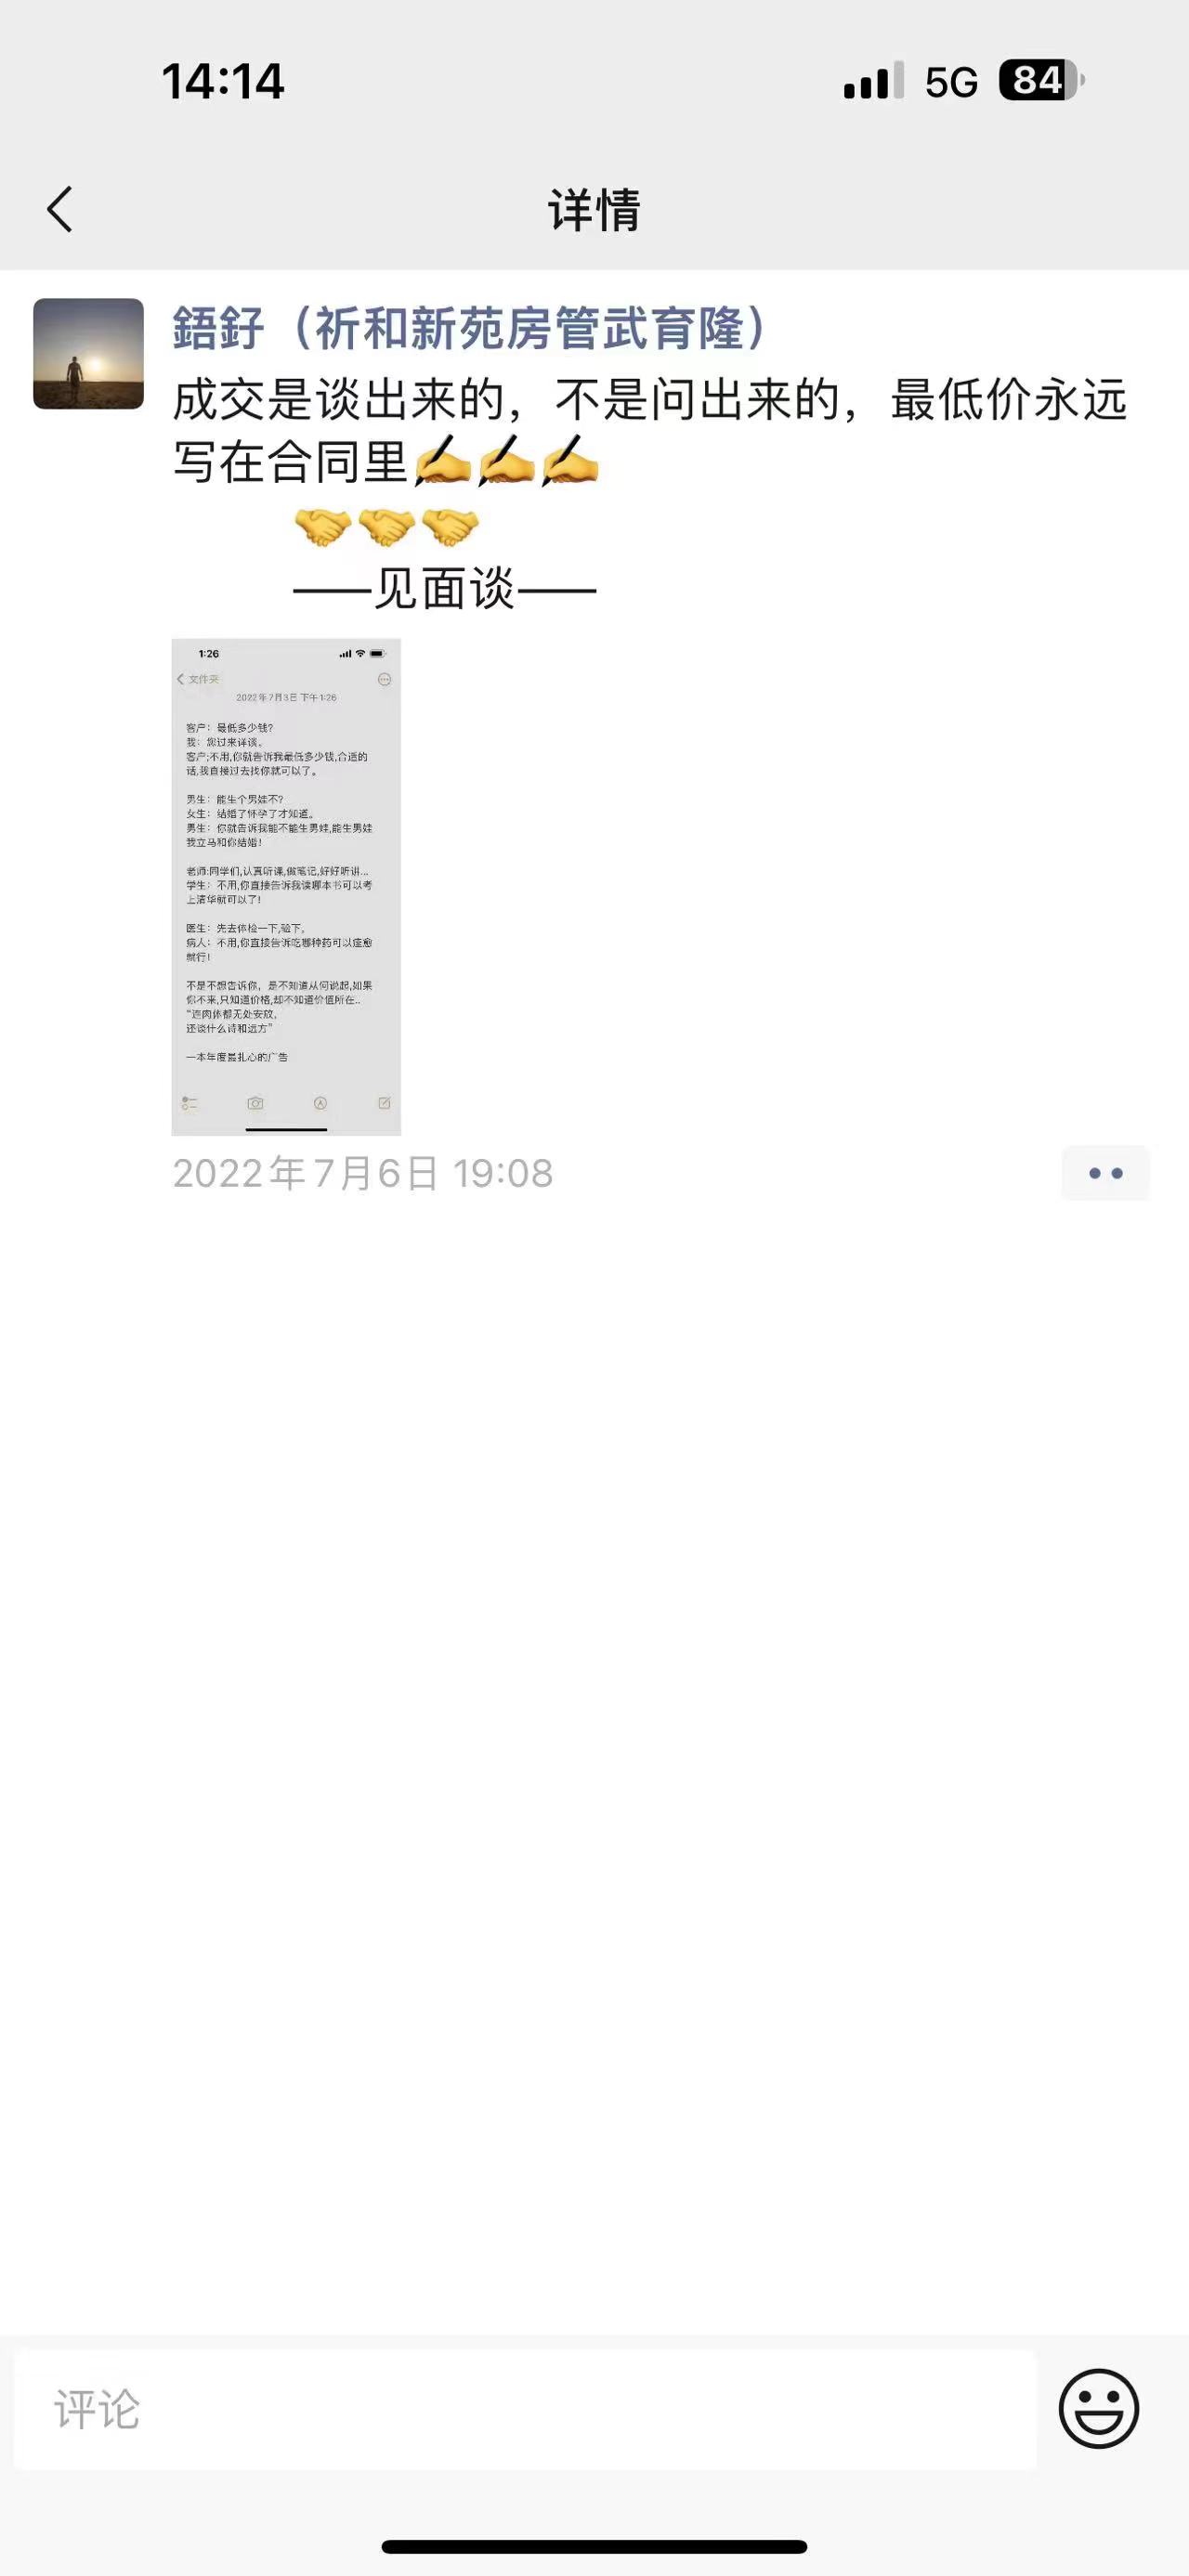 14:14
5G 84
详情
鋙釨（祈和新苑房管武育隆）
成交是谈出来的，不是问出来的，最低价永远
写在合同里✍️✍️✍️
🤝🤝🤝
——见面谈——
1:26
文件夹
2022年7月3日 下午1:26
客户：最低多少钱?
我：您过来详谈。
客户;不用,你就告诉我最低多少钱,合适的
话,我直接过去找你就可以了。
男生：能生个男娃不?
女生：结婚了怀孕了才知道。
男生：你就告诉我能不能生男娃,能生男娃
我立马和你结婚!
老师:同学们,认真听课,做笔记,好好听讲...
学生：不用,你直接告诉我读哪本书可以考
上清华就可以了!
医生：先去体检一下,验下。
病人：不用,你直接告诉吃哪种药可以痊愈
就行!
不是不想告诉你，是不知道从何说起,如果
你不来,只知道价格,却不知道价值所在..
“连肉体都无处安放,
还谈什么诗和远方”
一本年度最扎心的广告
2022年7月6日 19:08
评论